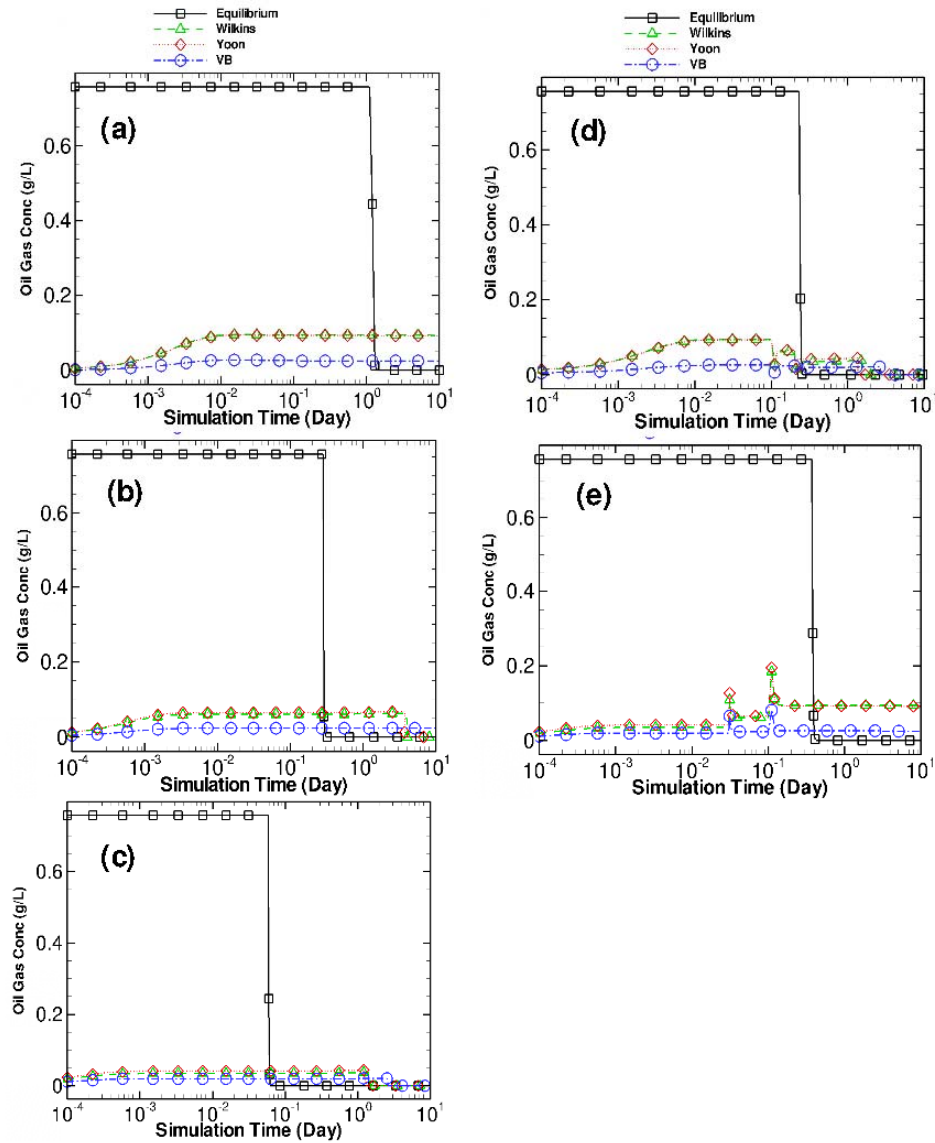 Equilibrium
Wilkins
Yoon
VB
(a)
Oil Gas Conc (g/L)
0.6
0.4
0.2
0
10-4 10-3 10-2 10-1 100 101
Simulation Time (Day)
(b)
Oil Gas Conc (g/L)
0.6
0.4
0.2
0
10-4 10-3 10-2 10-1 100 101
Simulation Time (Day)
(c)
Oil Gas Conc (g/L)
0.6
0.4
0.2
0
10-4 10-3 10-2 10-1 100 101
Simulation Time (Day)
Equilibrium
Wilkins
Yoon
VB
(d)
Oil Gas Conc (g/L)
0.6
0.4
0.2
0
10-4 10-3 10-2 10-1 100 101
Simulation Time (Day)
(e)
Oil Gas Conc (g/L)
0.6
0.4
0.2
0
10-4 10-3 10-2 10-1 100 101
Simulation Time (Day)